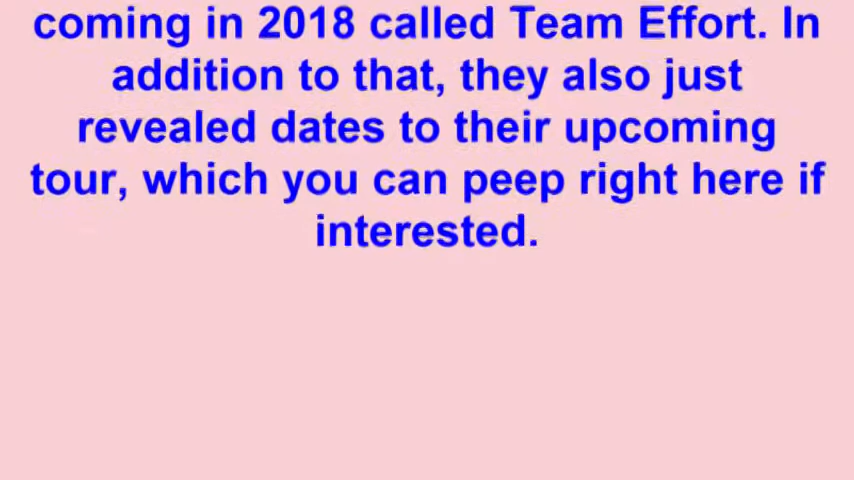 coming in 2018 called Team Effort. In
addition to that, they also just
revealed dates to their upcoming
tour, which you can peep right here if
interested.